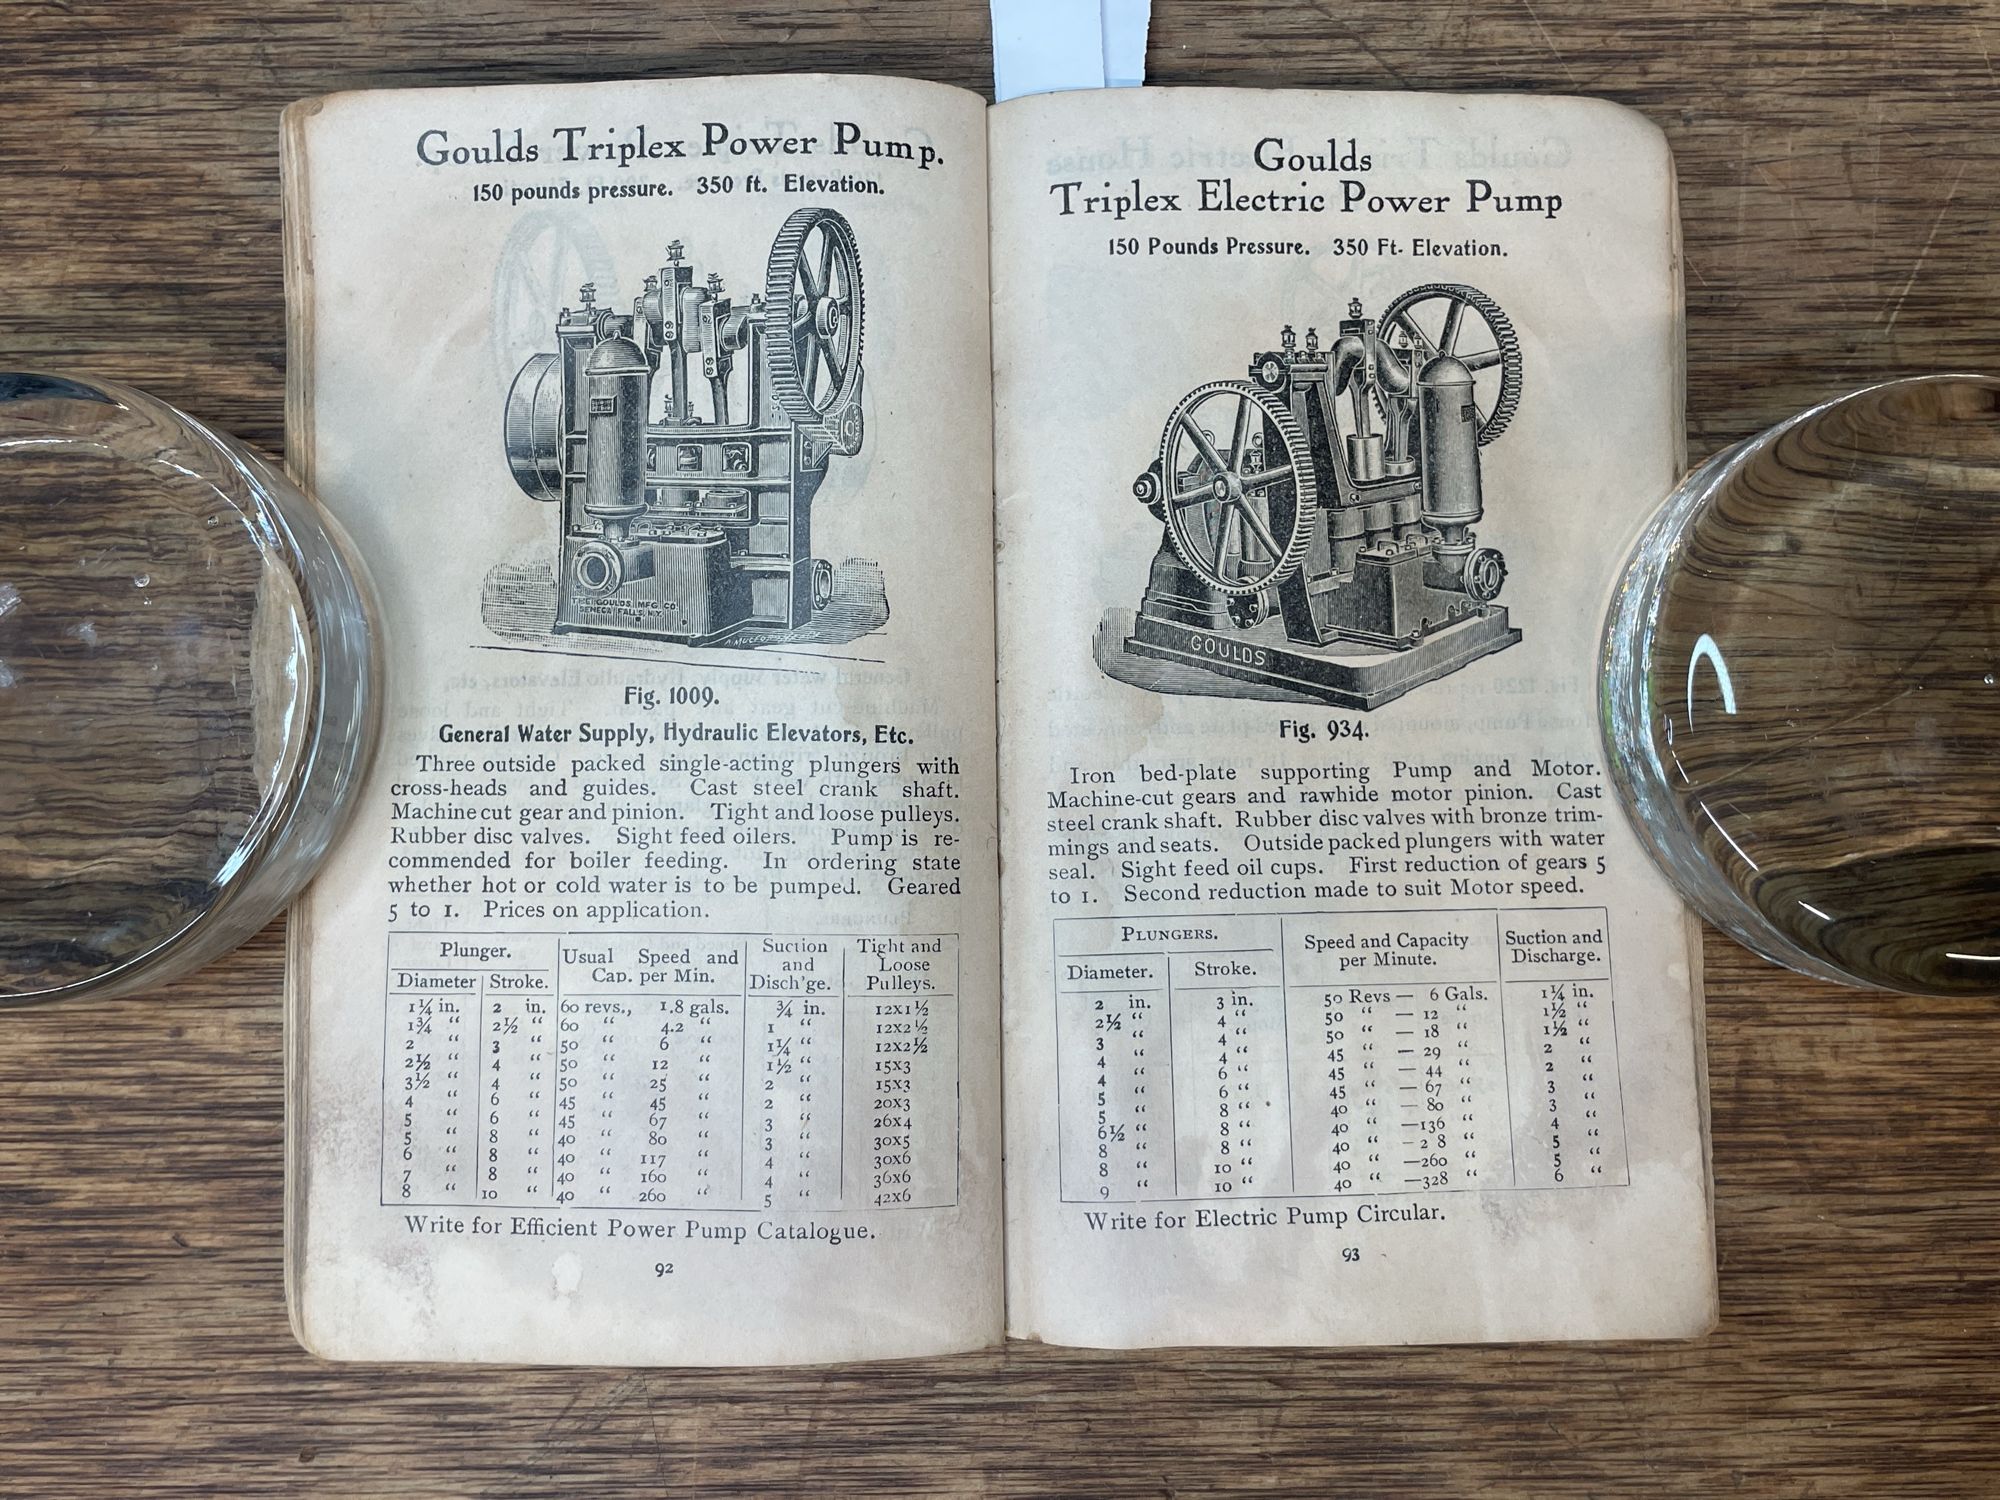 Goulds Triplex Power Pump.
150 pounds pressure. 350 ft. Elevation.
THE GOULDS MFG. CO.
SENECA FALLS, N.Y.
Fig. 1009.
General Water Supply, Hydraulic Elevators, Etc.
Three outside packed single-acting plungers with
cross-heads and guides. Cast steel crank shaft.
Machine cut gear and pinion. Tight and loose pulleys.
Rubber disc valves. Sight feed oilers. Pump is re-
commended for boiler feeding. In ordering state
whether hot or cold water is to be pumped. Geared
5 to 1. Prices on application.
Plunger. Usual Speed and Cap. per Min. Suction and Disch'ge. Tight and Loose Pulleys.
Diameter Stroke.
1¼ in. 2 in. 60 revs., 1.8 gals. ¾ in. 12x1½
1¾ “ 2½ “ 60 “ 4.2 “ 1 “ 12x2½
2 “ 3 “ 50 “ 6 “ 1¼ “ 12x2½
2½ “ 4 “ 50 “ 12 “ 1½ “ 15x3
3½ “ 4 “ 50 “ 25 “ 2 “ 15x3
4 “ 6 “ 45 “ 45 “ 2 “ 20x3
5 “ 6 “ 45 “ 67 “ 3 “ 26x4
5 “ 8 “ 40 “ 80 “ 3 “ 30x5
6 “ 8 “ 40 “ 117 “ 4 “ 30x6
7 “ 8 “ 40 “ 160 “ 4 “ 36x6
8 “ 10 “ 40 “ 260 “ 5 “ 42x6
Write for Efficient Power Pump Catalogue.
92
Goulds
Triplex Electric Power Pump
150 Pounds Pressure. 350 Ft. Elevation.
GOULDS
Fig. 934.
Iron bed-plate supporting Pump and Motor.
Machine-cut gears and rawhide motor pinion. Cast
steel crank shaft. Rubber disc valves with bronze trim-
mings and seats. Outside packed plungers with water
seal. Sight feed oil cups. First reduction of gears 5
to 1. Second reduction made to suit Motor speed.
PLUNGERS. Speed and Capacity per Minute. Suction and Discharge.
Diameter. Stroke.
2 in. 3 in. 50 Revs — 6 Gals. 1¼ in.
2½ “ 4 “ 50 “ — 12 “ 1½ “
3 “ 4 “ 50 “ — 18 “ 1½ “
4 “ 4 “ 45 “ — 29 “ 2 “
4 “ 6 “ 45 “ — 44 “ 2 “
5 “ 6 “ 45 “ — 67 “ 3 “
5 “ 8 “ 40 “ — 80 “ 3 “
6½ “ 8 “ 40 “ —136 “ 4 “
8 “ 8 “ 40 “ —2 8 “ 5 “
8 “ 10 “ 40 “ —260 “ 5 “
9 “ 10 “ 40 “ —328 “ 6 “
Write for Electric Pump Circular.
93